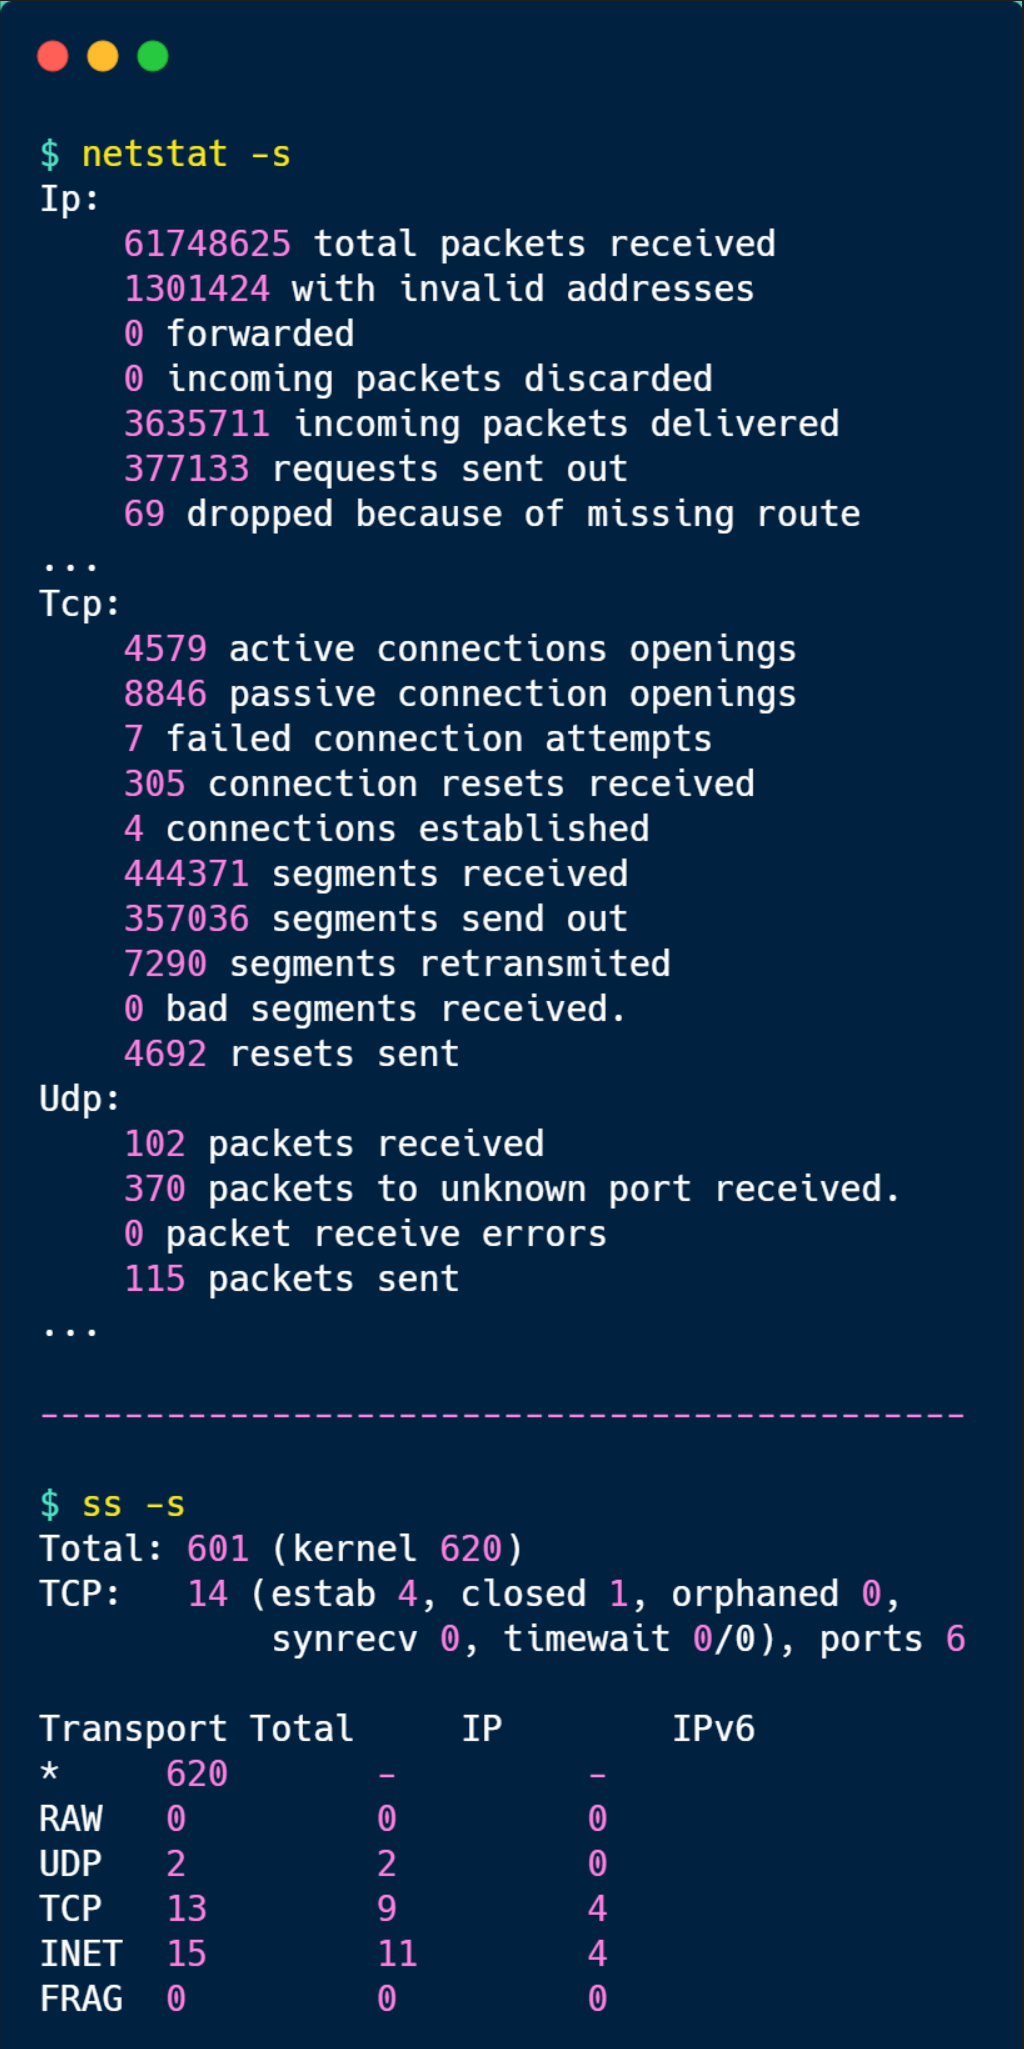 $ netstat -s
Ip:
    61748625 total packets received
    1301424 with invalid addresses
    0 forwarded
    0 incoming packets discarded
    3635711 incoming packets delivered
    377133 requests sent out
    69 dropped because of missing route
...
Tcp:
    4579 active connections openings
    8846 passive connection openings
    7 failed connection attempts
    305 connection resets received
    4 connections established
    444371 segments received
    357036 segments send out
    7290 segments retransmited
    0 bad segments received.
    4692 resets sent
Udp:
    102 packets received
    370 packets to unknown port received.
    0 packet receive errors
    115 packets sent
...
--------------------------------------------
$ ss -s
Total: 601 (kernel 620)
TCP:   14 (estab 4, closed 1, orphaned 0,
           synrecv 0, timewait 0/0), ports 6
Transport Total     IP        IPv6
*     620       -         -
RAW   0         0         0
UDP   2         2         0
TCP   13        9         4
INET  15        11        4
FRAG  0         0         0